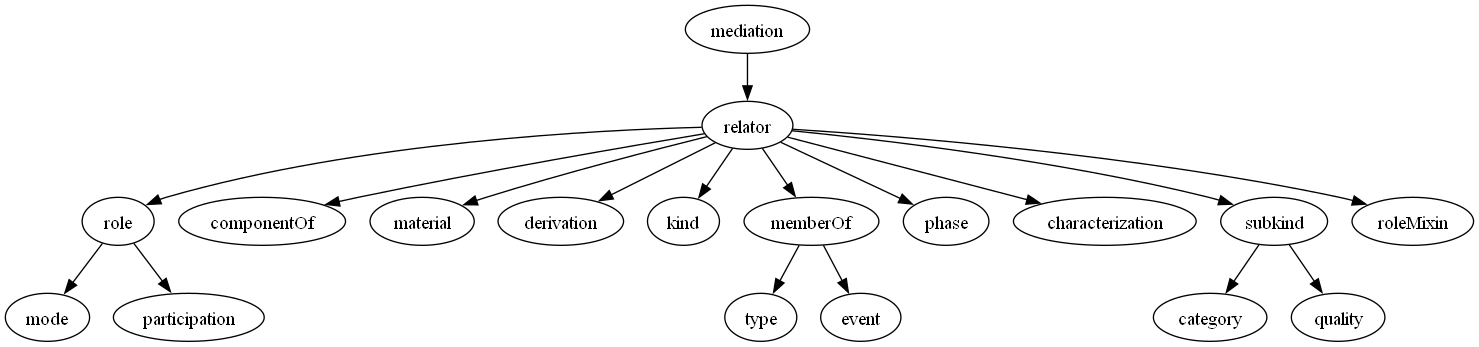 mediation
relator
role
componentOf
material
derivation
kind
memberOf
phase
characterization
subkind
roleMixin
mode
participation
type
event
category
quality